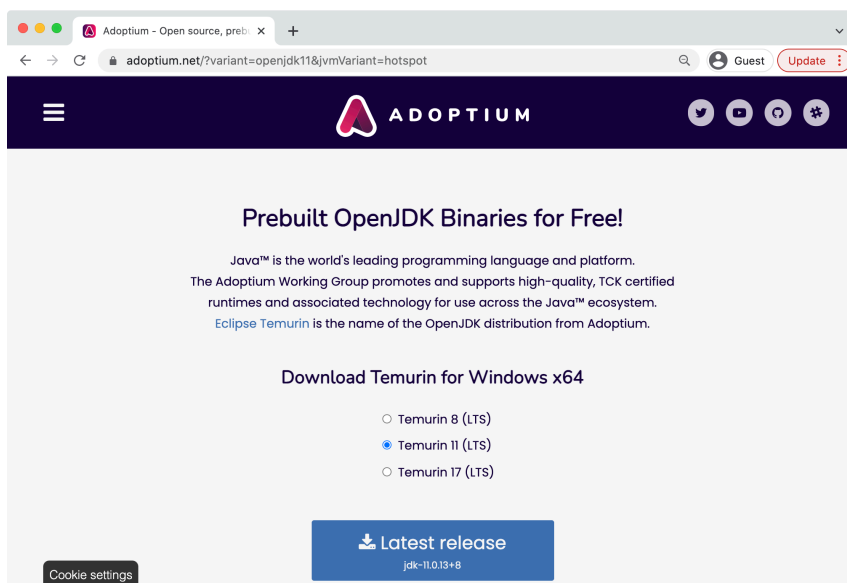 Adoptium - Open source, preb
adoptium.net/?variant=openjdk11&jvmVariant=hotspot
Guest
Update
ADOPTIUM
Prebuilt OpenJDK Binaries for Free!
Java™ is the world's leading programming language and platform.
The Adoptium Working Group promotes and supports high-quality, TCK certified
runtimes and associated technology for use across the Java™ ecosystem.
Eclipse Temurin is the name of the OpenJDK distribution from Adoptium.
Download Temurin for Windows x64
Temurin 8 (LTS)
Temurin 11 (LTS)
Temurin 17 (LTS)
Latest release
jdk-11.0.13+8
Cookie settings